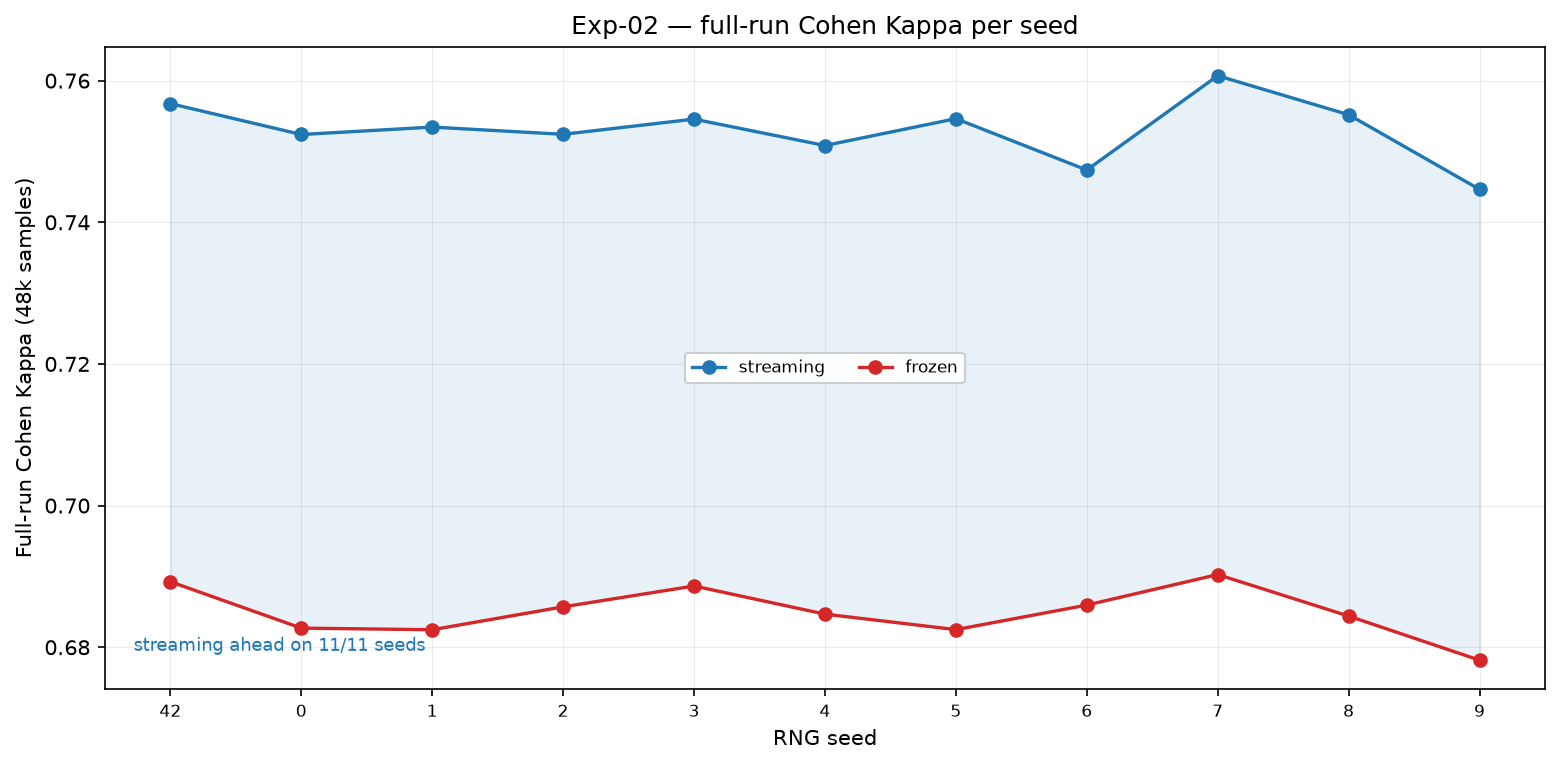 Exp-02 — full-run Cohen Kappa per seed
Full-run Cohen Kappa (48k samples)
0.76
0.74
0.72
0.70
0.68
streaming
frozen
streaming ahead on 11/11 seeds
42 0 1 2 3 4 5 6 7 8 9
RNG seed